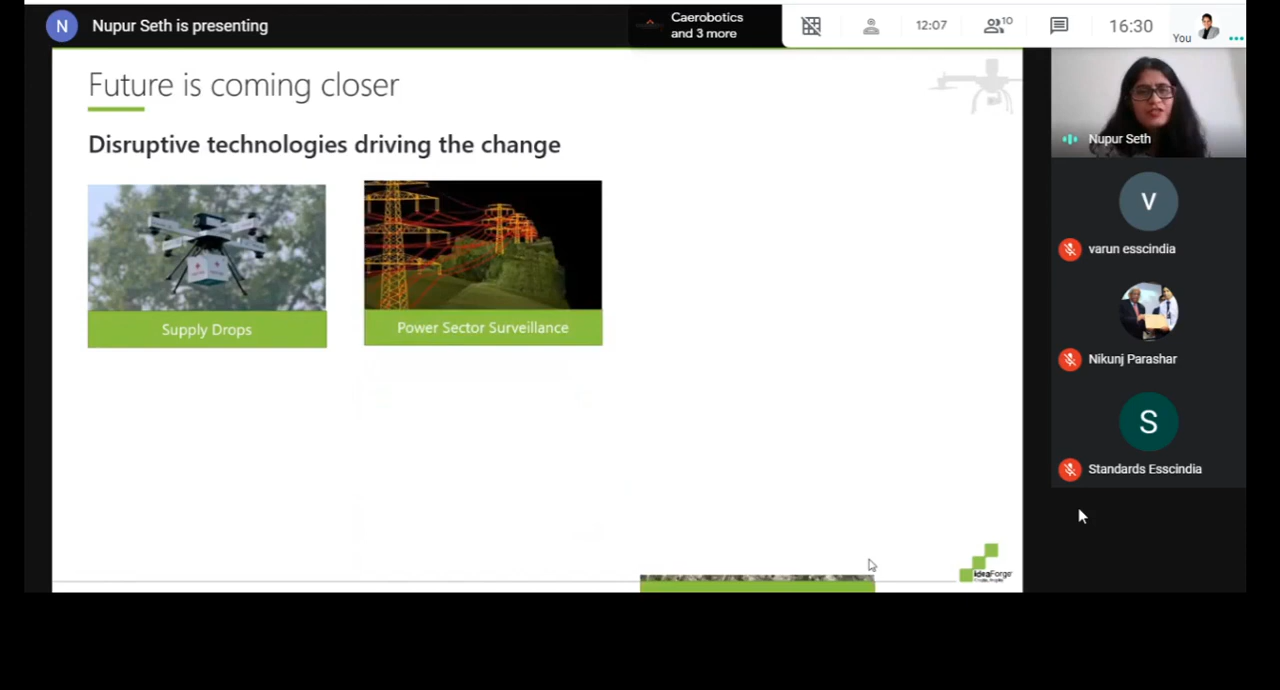 N
Nupur Seth is presenting
Caerobotics
and 3 more
12:07
10
16:30
You
Future is coming closer
Disruptive technologies driving the change
Supply Drops
Power Sector Surveillance
ideaForge
Nupur Seth
V
varun esscindia
Nikunj Parashar
S
Standards Esscindia